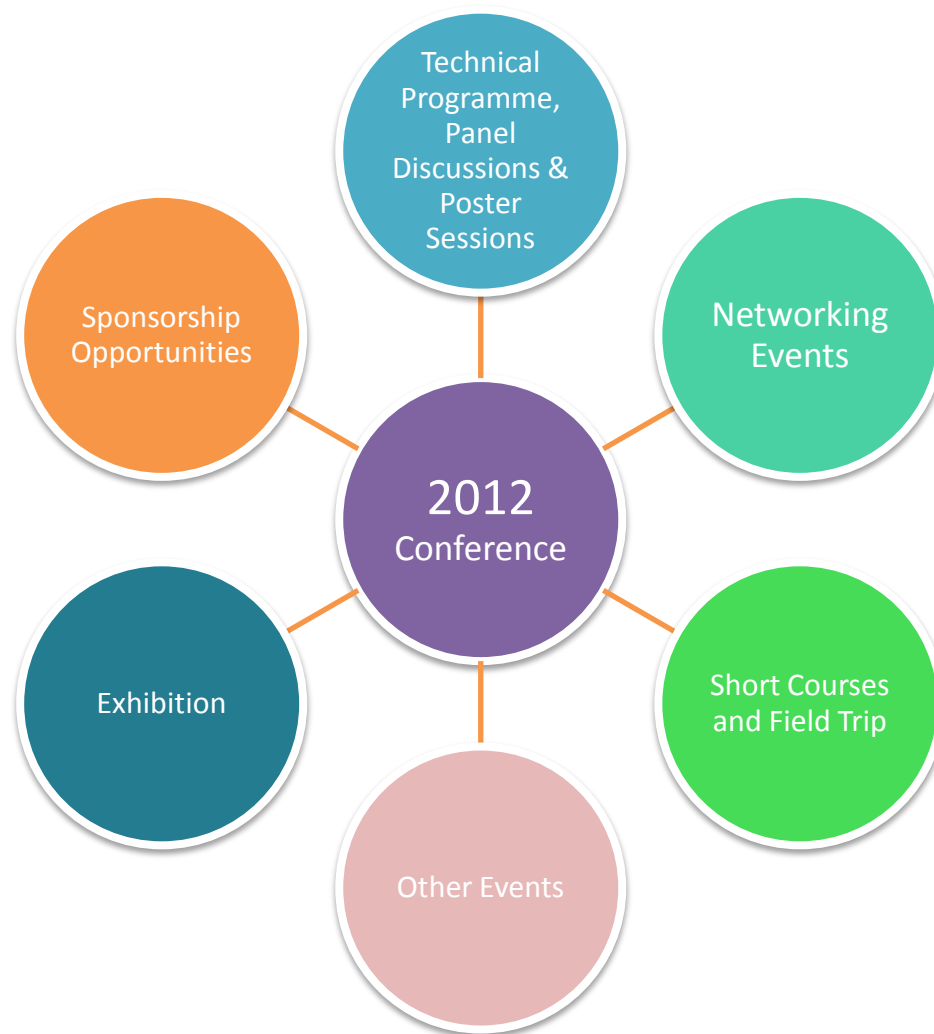 Technical
Programme,
Panel
Discussions &
Poster
Sessions
Sponsorship
Opportunities
Networking
Events
2012
Conference
Exhibition
Short Courses
and Field Trip
Other Events